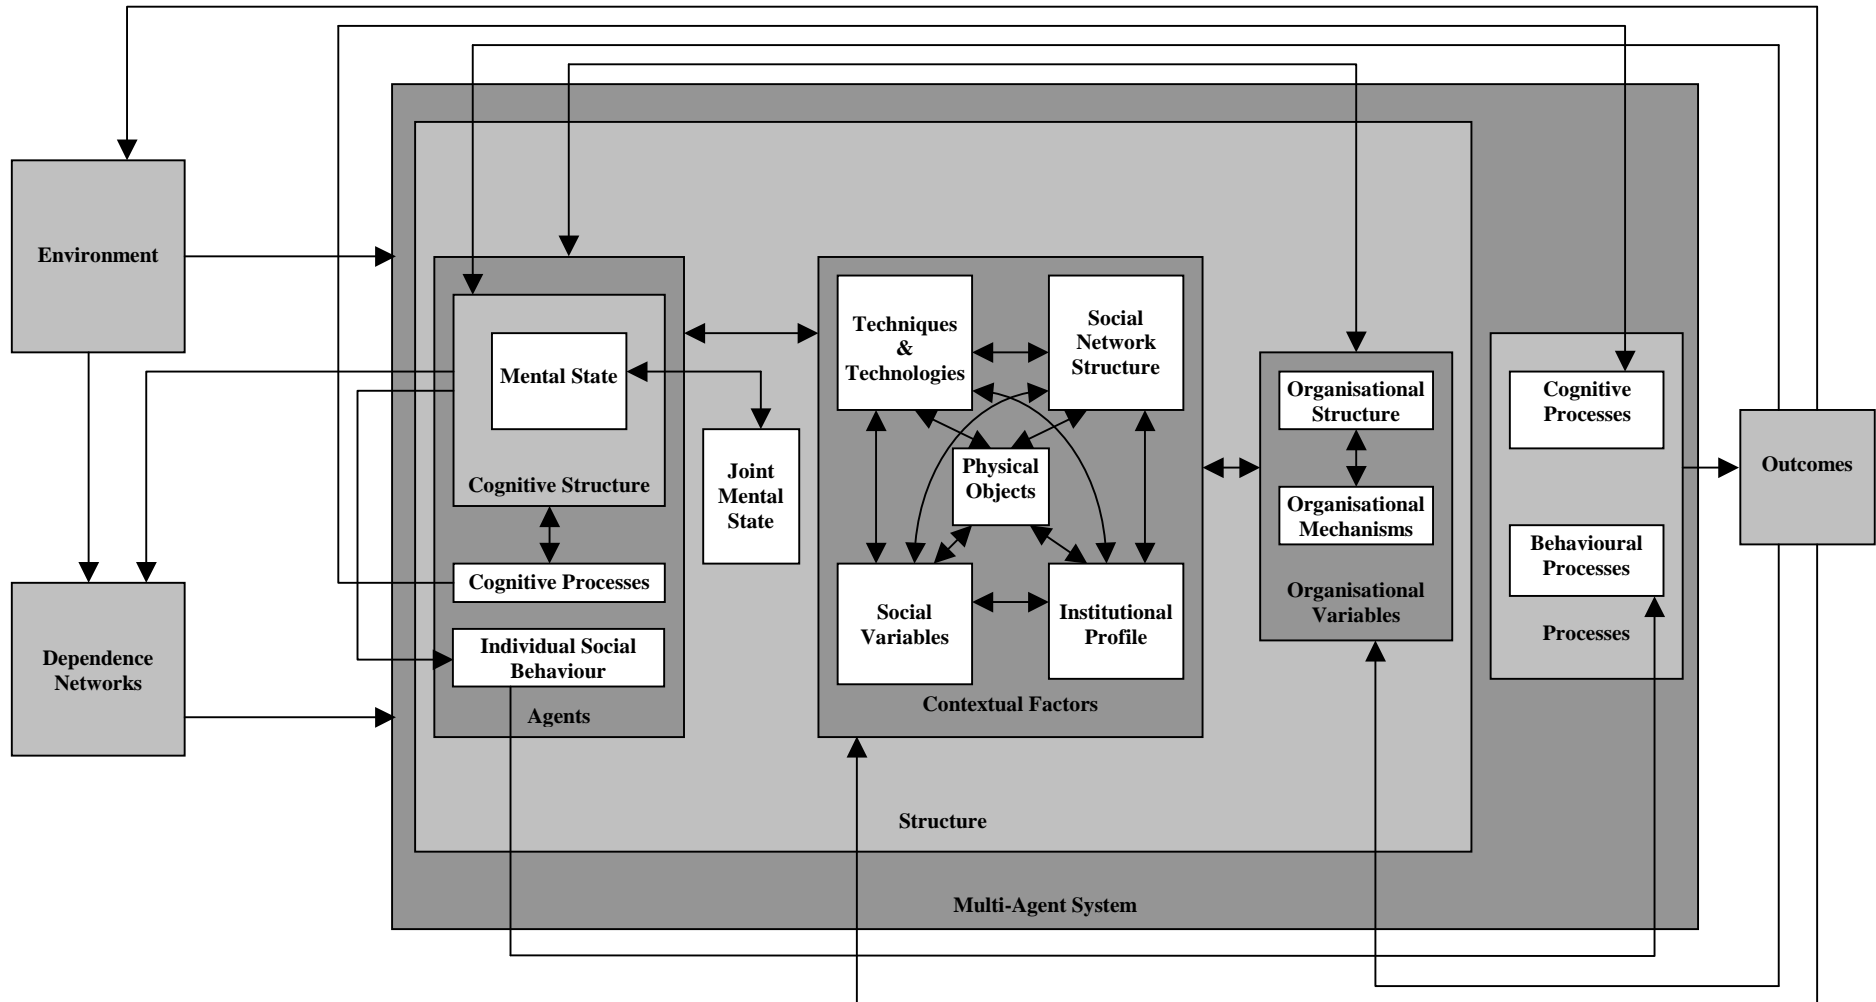 Environment
Dependence
Networks
Mental State
Cognitive Structure
Cognitive Processes
Individual Social
Behaviour
Agents
Joint
Mental
State
Techniques
&
Technologies
Social
Network
Structure
Physical
Objects
Social
Variables
Institutional
Profile
Contextual Factors
Organisational
Structure
Organisational
Mechanisms
Organisational
Variables
Structure
Cognitive
Processes
Behavioural
Processes
Processes
Multi-Agent System
Outcomes